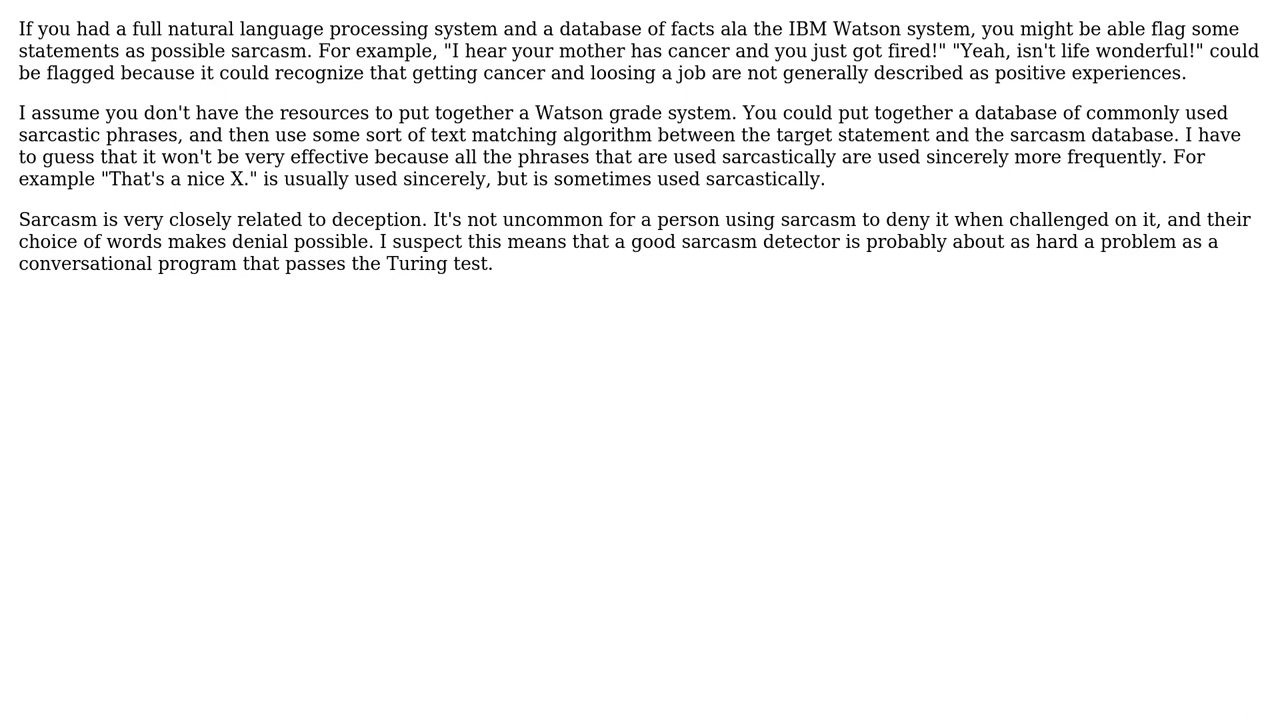 If you had a full natural language processing system and a database of facts ala the IBM Watson system, you might be able flag some
statements as possible sarcasm. For example, "I hear your mother has cancer and you just got fired!" "Yeah, isn't life wonderful!" could
be flagged because it could recognize that getting cancer and loosing a job are not generally described as positive experiences.
I assume you don't have the resources to put together a Watson grade system. You could put together a database of commonly used
sarcastic phrases, and then use some sort of text matching algorithm between the target statement and the sarcasm database. I have
to guess that it won't be very effective because all the phrases that are used sarcastically are used sincerely more frequently. For
example "That's a nice X." is usually used sincerely, but is sometimes used sarcastically.
Sarcasm is very closely related to deception. It's not uncommon for a person using sarcasm to deny it when challenged on it, and their
choice of words makes denial possible. I suspect this means that a good sarcasm detector is probably about as hard a problem as a
conversational program that passes the Turing test.